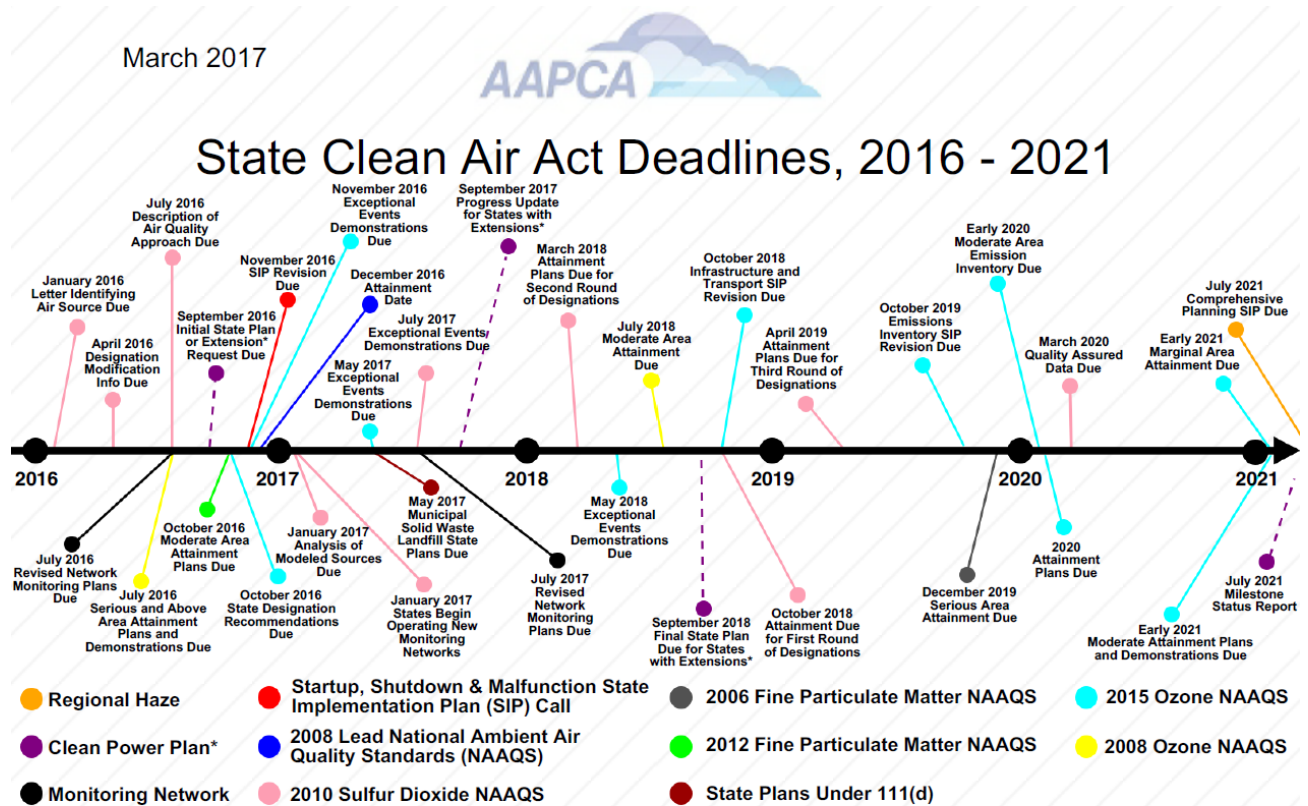 March 2017
AAPCA
State Clean Air Act Deadlines, 2016 - 2021
January 2016
Letter Identifying
Air Source Due
April 2016
Designation
Modification
Info Due
July 2016
Description of
Air Quality
Approach Due
September 2016
Initial State Plan
or Extension*
Request Due
November 2016
SIP Revision
Due
November 2016
Exceptional
Events
Demonstrations
Due
December 2016
Attainment
Date
May 2017
Exceptional
Events
Demonstrations
Due
July 2017
Exceptional Events
Demonstrations Due
September 2017
Progress Update
for States with
Extensions*
March 2018
Attainment
Plans Due for
Second Round
of Designations
July 2018
Moderate Area
Attainment
Due
October 2018
Infrastructure and
Transport SIP
Revision Due
April 2019
Attainment
Plans Due for
Third Round of
Designations
October 2019
Emissions
Inventory SIP
Revision Due
Early 2020
Moderate Area
Emission
Inventory Due
March 2020
Quality Assured
Data Due
Early 2021
Marginal Area
Attainment Due
July 2021
Comprehensive
Planning SIP Due
2016
2017
2018
2019
2020
2021
July 2016
Revised Network
Monitoring Plans
Due
July 2016
Serious and Above
Area Attainment
Plans and
Demonstrations Due
October 2016
Moderate Area
Attainment
Plans Due
October 2016
State Designation
Recommendations
Due
January 2017
Analysis of
Modeled Sources
Due
January 2017
States Begin
Operating New
Monitoring
Networks
May 2017
Municipal
Solid Waste
Landfill State
Plans Due
July 2017
Revised
Network
Monitoring
Plans Due
May 2018
Exceptional
Events
Demonstrations
Due
September 2018
Final State Plan
Due for States
with Extensions*
October 2018
Attainment Due
for First Round
of Designations
December 2019
Serious Area
Attainment Due
2020
Attainment
Plans Due
Early 2021
Moderate Attainment Plans
and Demonstrations Due
July 2021
Milestone
Status Report
Regional Haze
Clean Power Plan*
Monitoring Network
Startup, Shutdown & Malfunction State
Implementation Plan (SIP) Call
2008 Lead National Ambient Air
Quality Standards (NAAQS)
2010 Sulfur Dioxide NAAQS
2006 Fine Particulate Matter NAAQS
2012 Fine Particulate Matter NAAQS
State Plans Under 111(d)
2015 Ozone NAAQS
2008 Ozone NAAQS